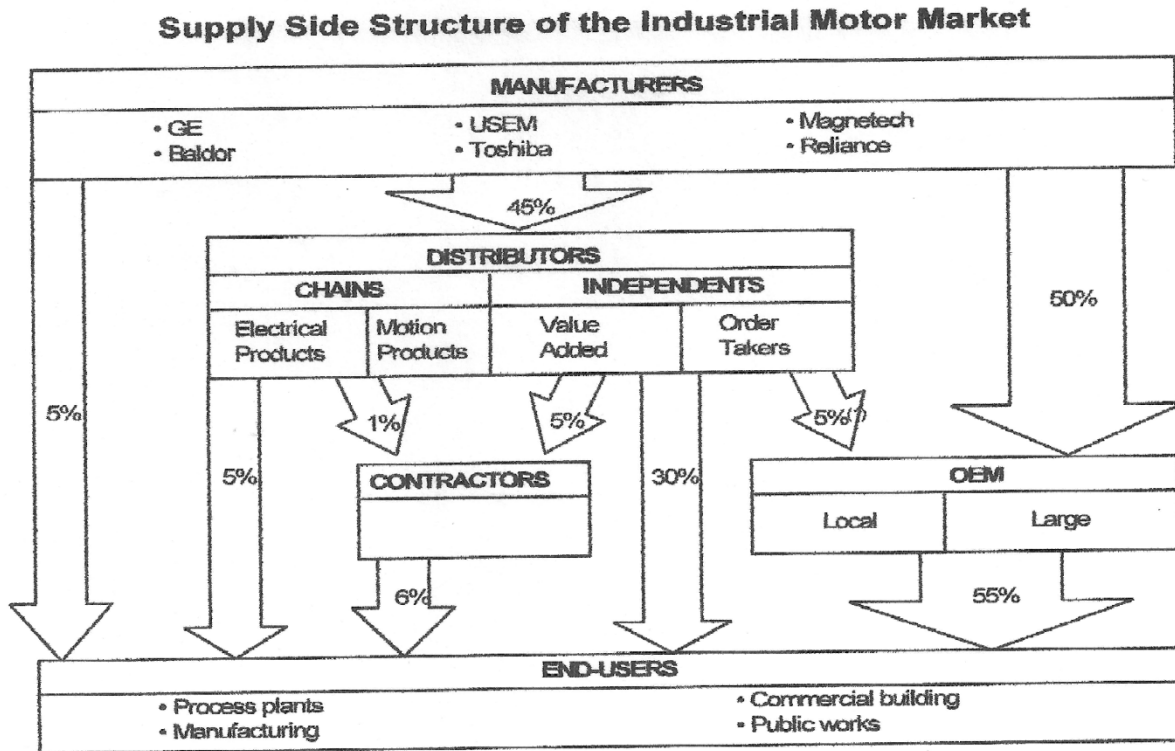 Supply Side Structure of the Industrial Motor Market
MANUFACTURERS
• GE
• Baldor
• USEM
• Toshiba
• Magnetech
• Reliance
45%
DISTRIBUTORS
CHAINS
INDEPENDENTS
Electrical
Products
Motion
Products
Value
Added
Order
Takers
50%
5%
1%
5%
5%(1)
5%
30%
CONTRACTORS
OEM
Local
Large
6%
55%
END-USERS
• Process plants
• Manufacturing
• Commercial building
• Public works